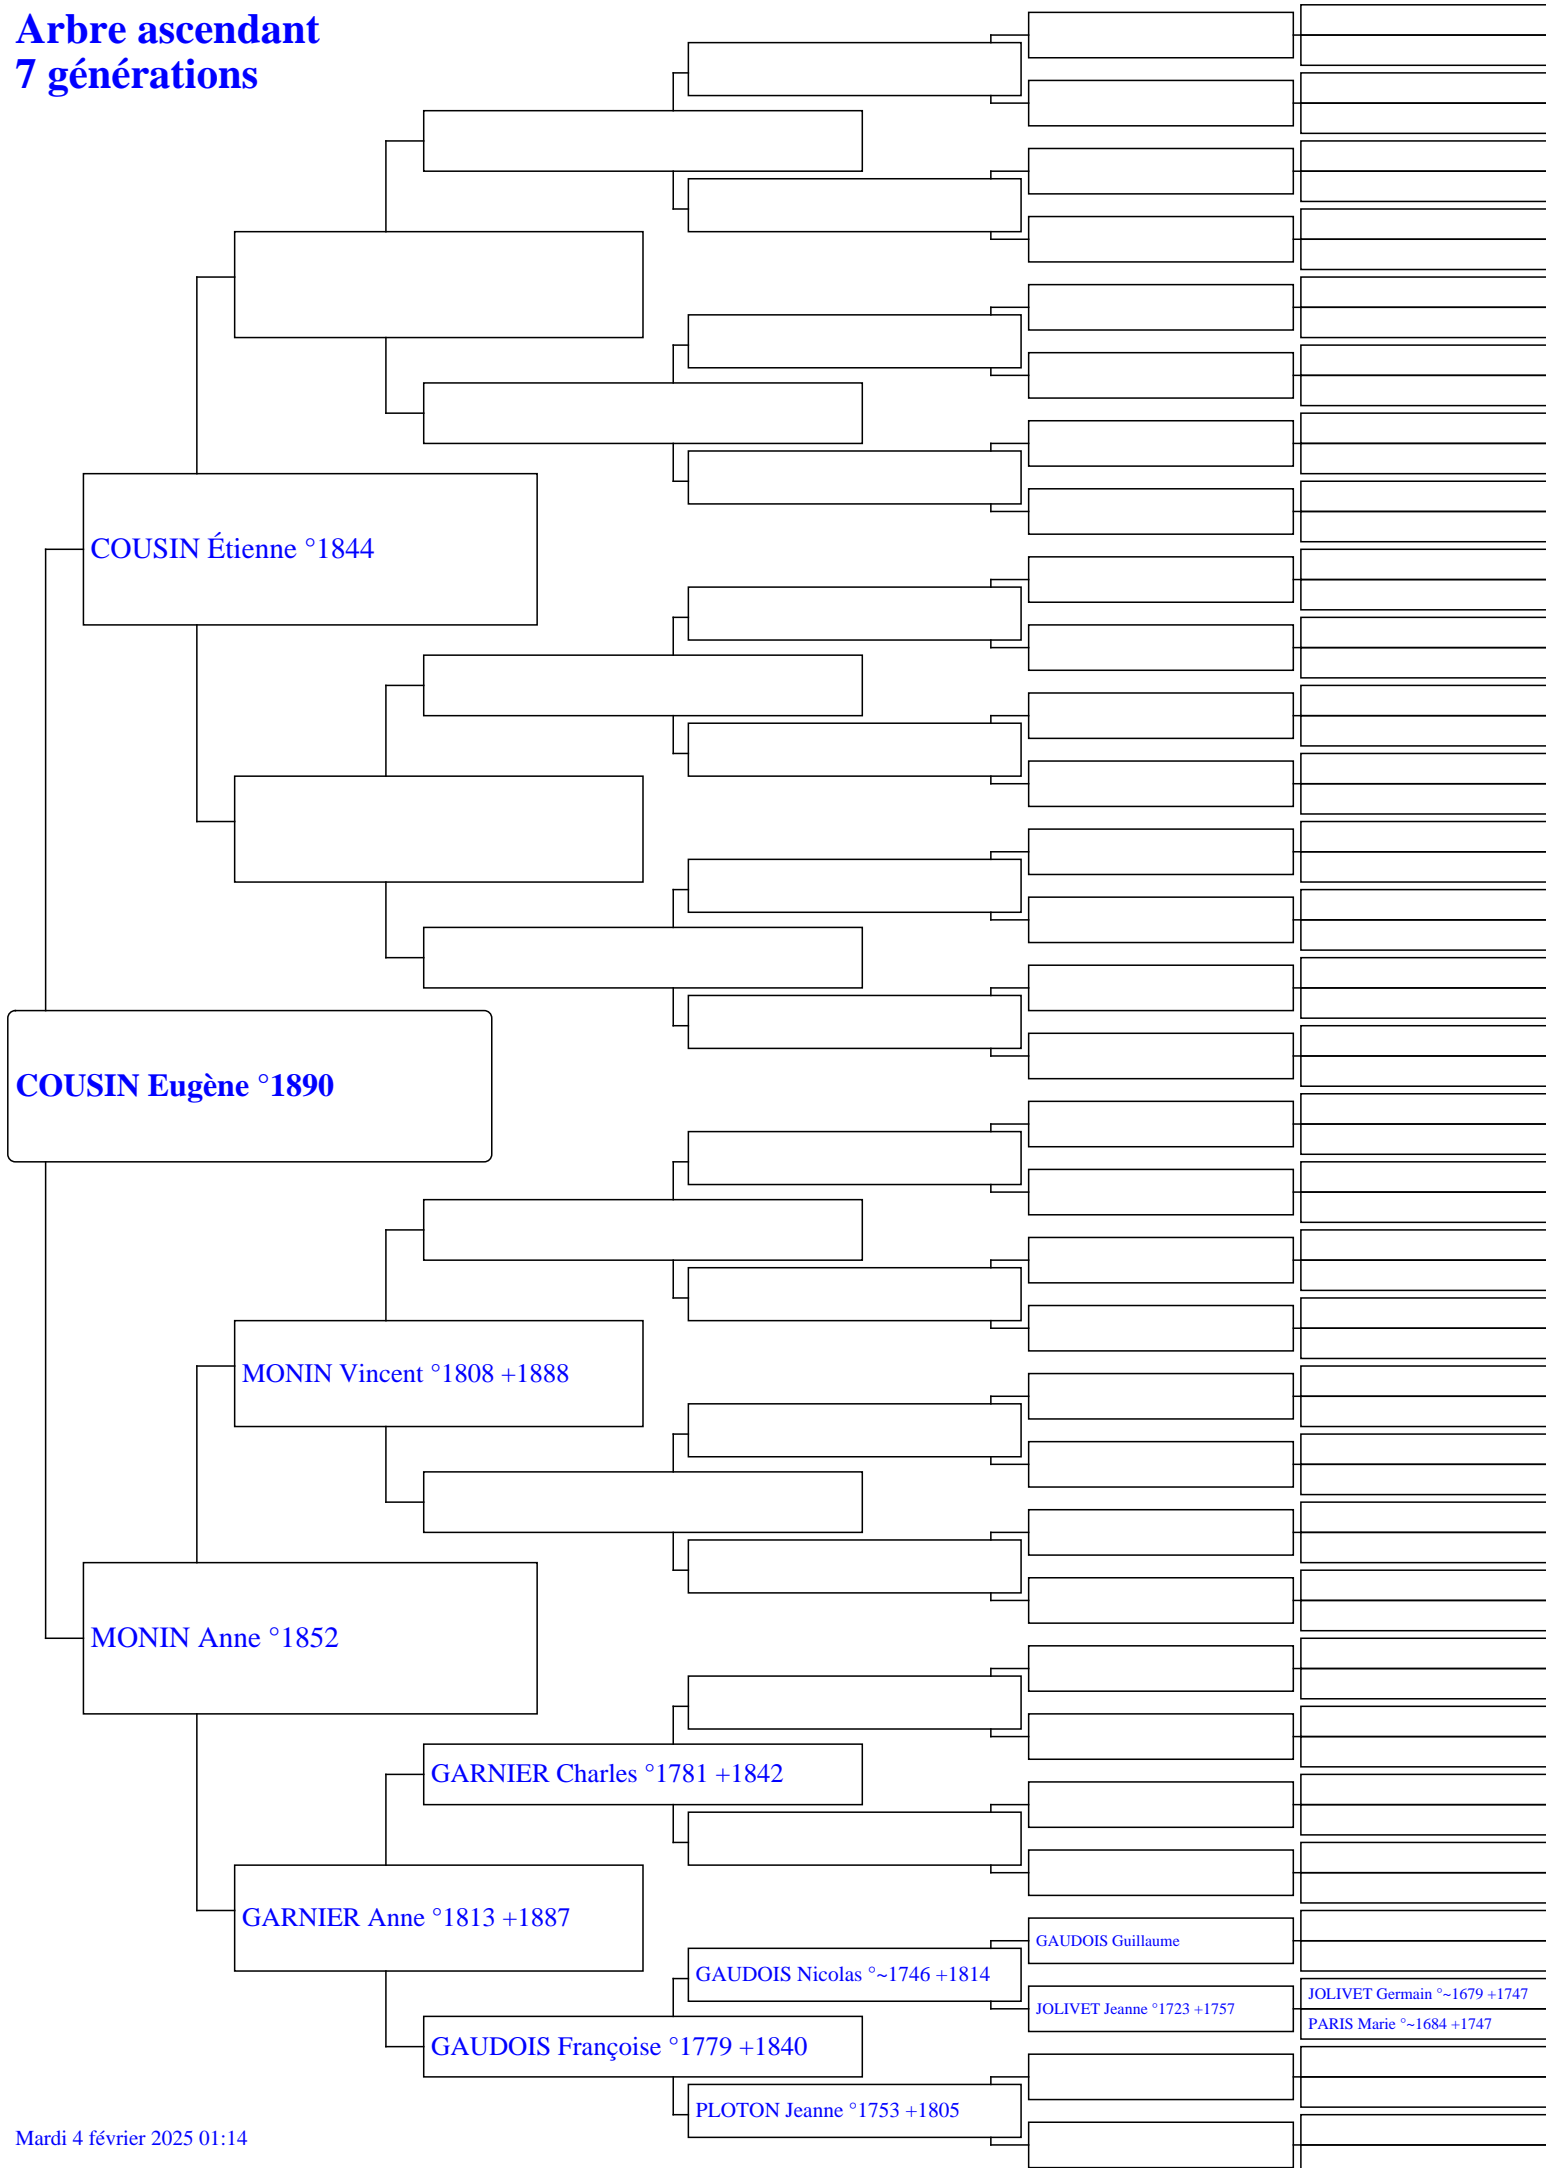 Arbre ascendant
7 générations
COUSIN Étienne °1844
COUSIN Eugène °1890
MONIN Vincent °1808 +1888
MONIN Anne °1852
GARNIER Charles °1781 +1842
GARNIER Anne °1813 +1887
GAUDOIS Guillaume
GAUDOIS Nicolas °~1746 +1814
JOLIVET Germain °~1679 +1747
JOLIVET Jeanne °1723 +1757
PARIS Marie °~1684 +1747
GAUDOIS Françoise °1779 +1840
PLOTON Jeanne °1753 +1805
Mardi 4 février 2025 01:14